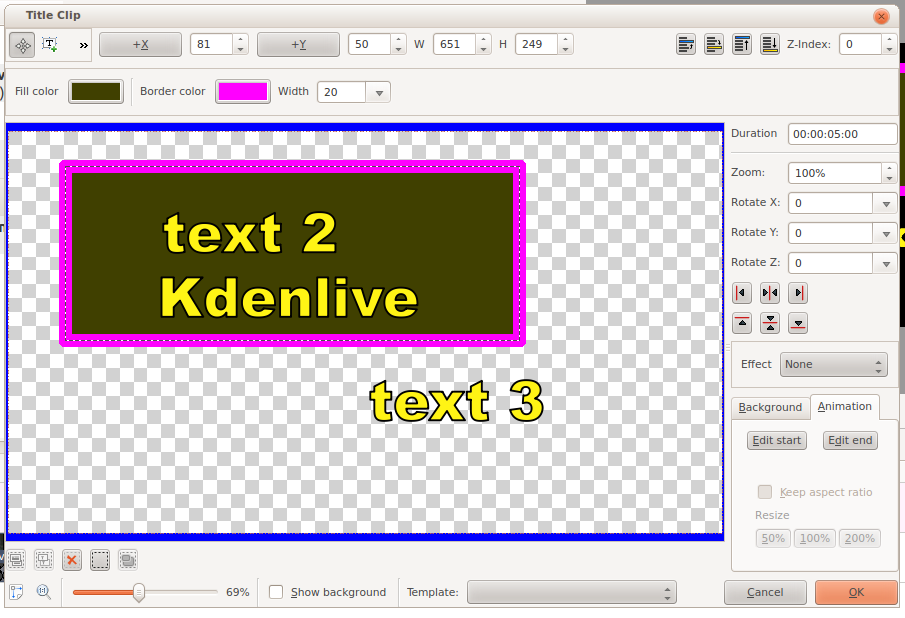 Title Clip
» +X 81 +Y 50 W 651 H 249 Z-Index: 0
Fill color Border color Width 20
Duration 00:00:05:00
Zoom: 100%
Rotate X: 0
Rotate Y: 0
Rotate Z: 0
text 2
Kdenlive
text 3
Effect None
Background Animation
Edit start Edit end
Keep aspect ratio
Resize
50% 100% 200%
69% Show background Template: Cancel OK